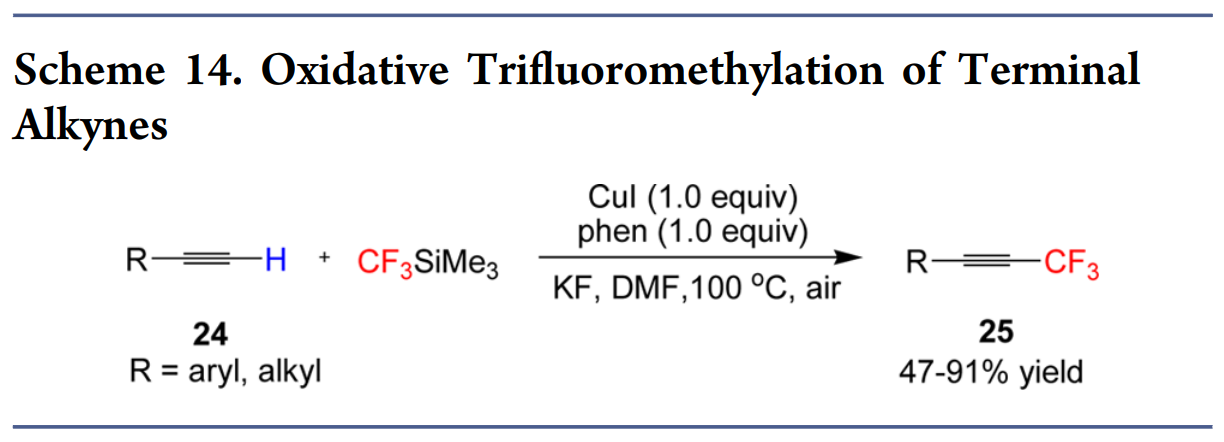 Scheme 14. Oxidative Trifluoromethylation of Terminal
Alkynes
CuI (1.0 equiv)
phen (1.0 equiv)
R—≡—H + CF3SiMe3
R—≡—CF3
KF, DMF,100 ºC, air
24
25
R = aryl, alkyl
47-91% yield